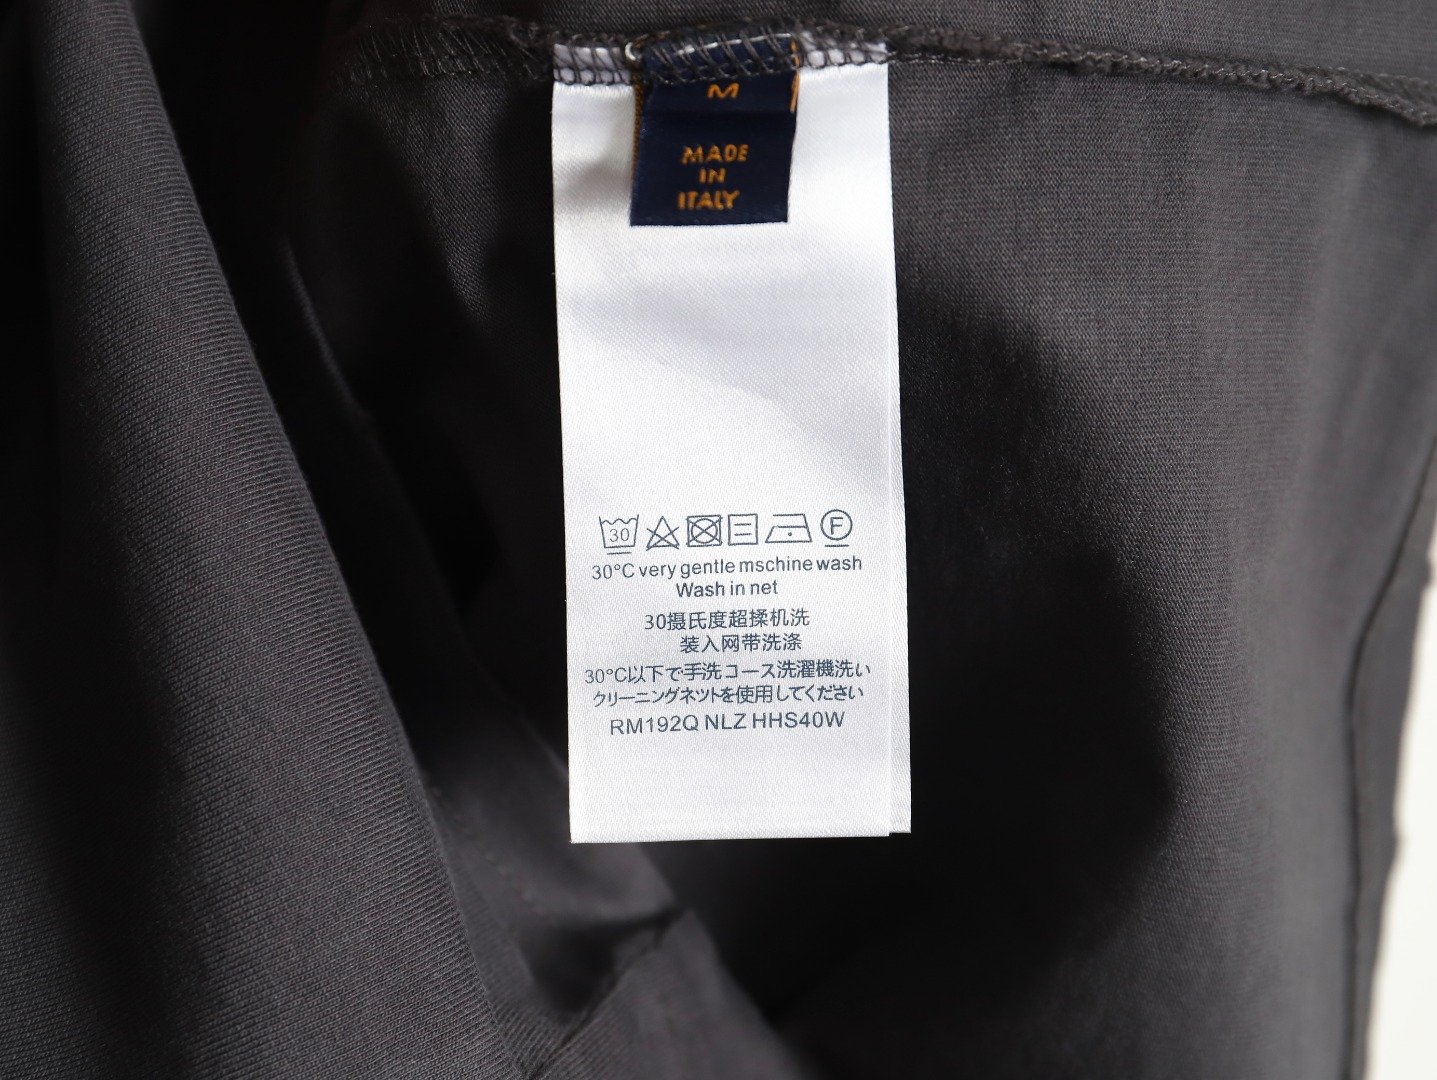 M
MADE
IN
ITALY
30
F
30°C very gentle mschine wash
Wash in net
30摄氏度超揉机洗
装入网带洗涤
30°C以下で手洗コース洗濯機洗い
クリーニングネットを使用してください
RM192Q NLZ HHS40W